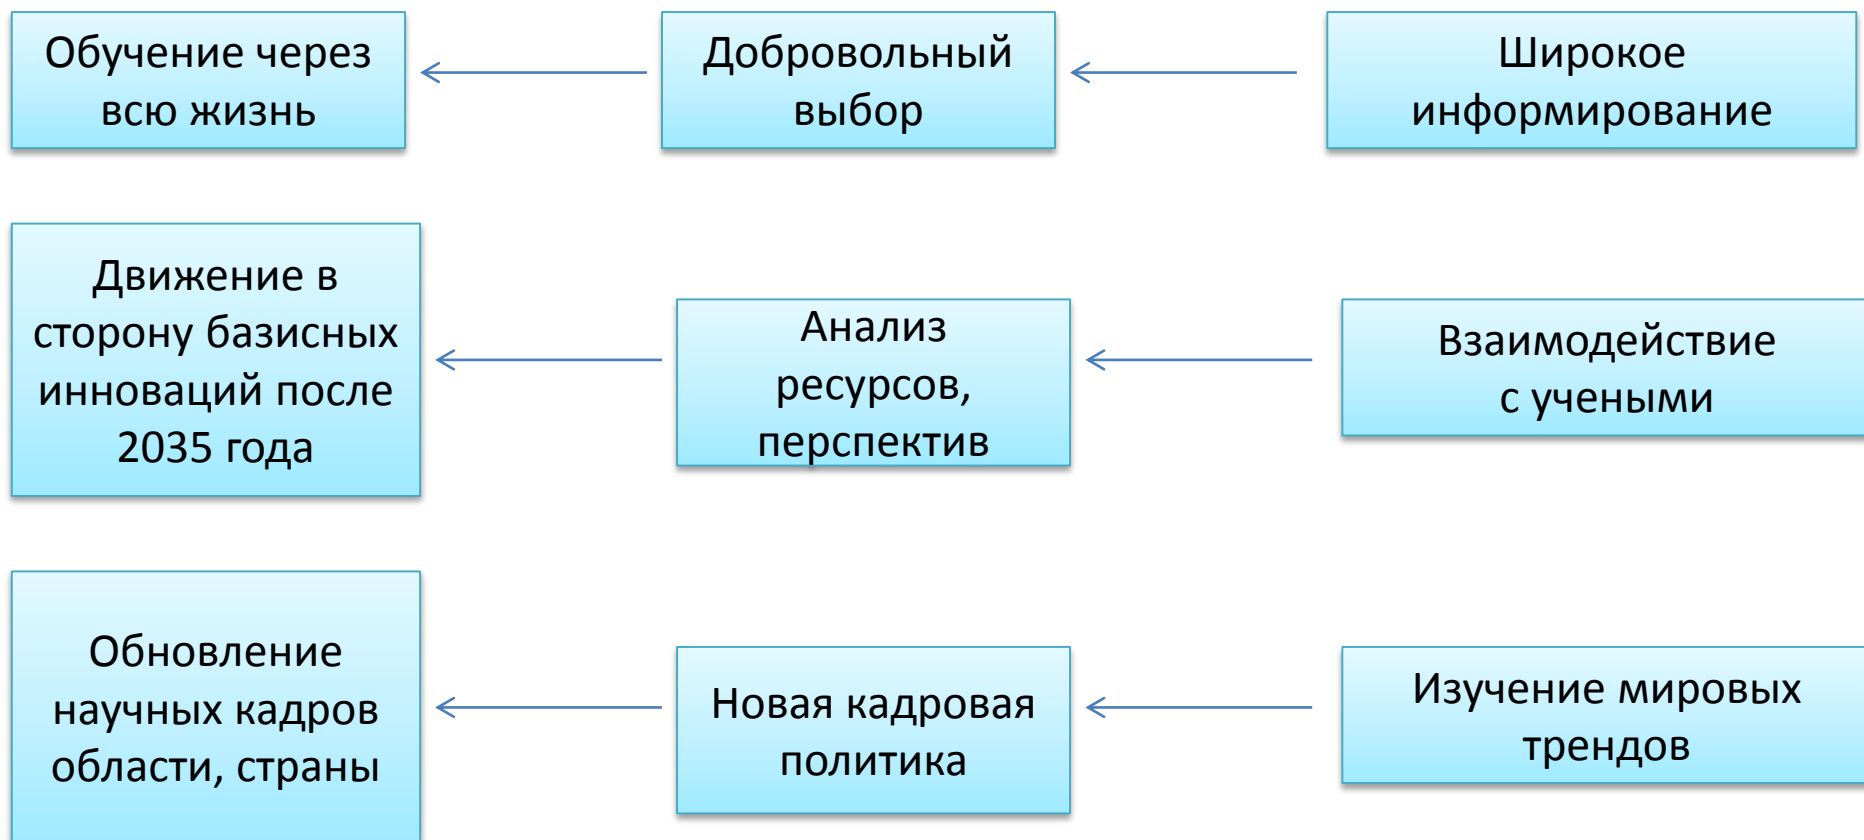 Обучение через
всю жизнь
Добровольный
выбор
Широкое
информирование
Движение в
сторону базисных
инноваций после
2035 года
Анализ
ресурсов,
перспектив
Взаимодействие
с учеными
Обновление
научных кадров
области, страны
Новая кадровая
политика
Изучение мировых
трендов